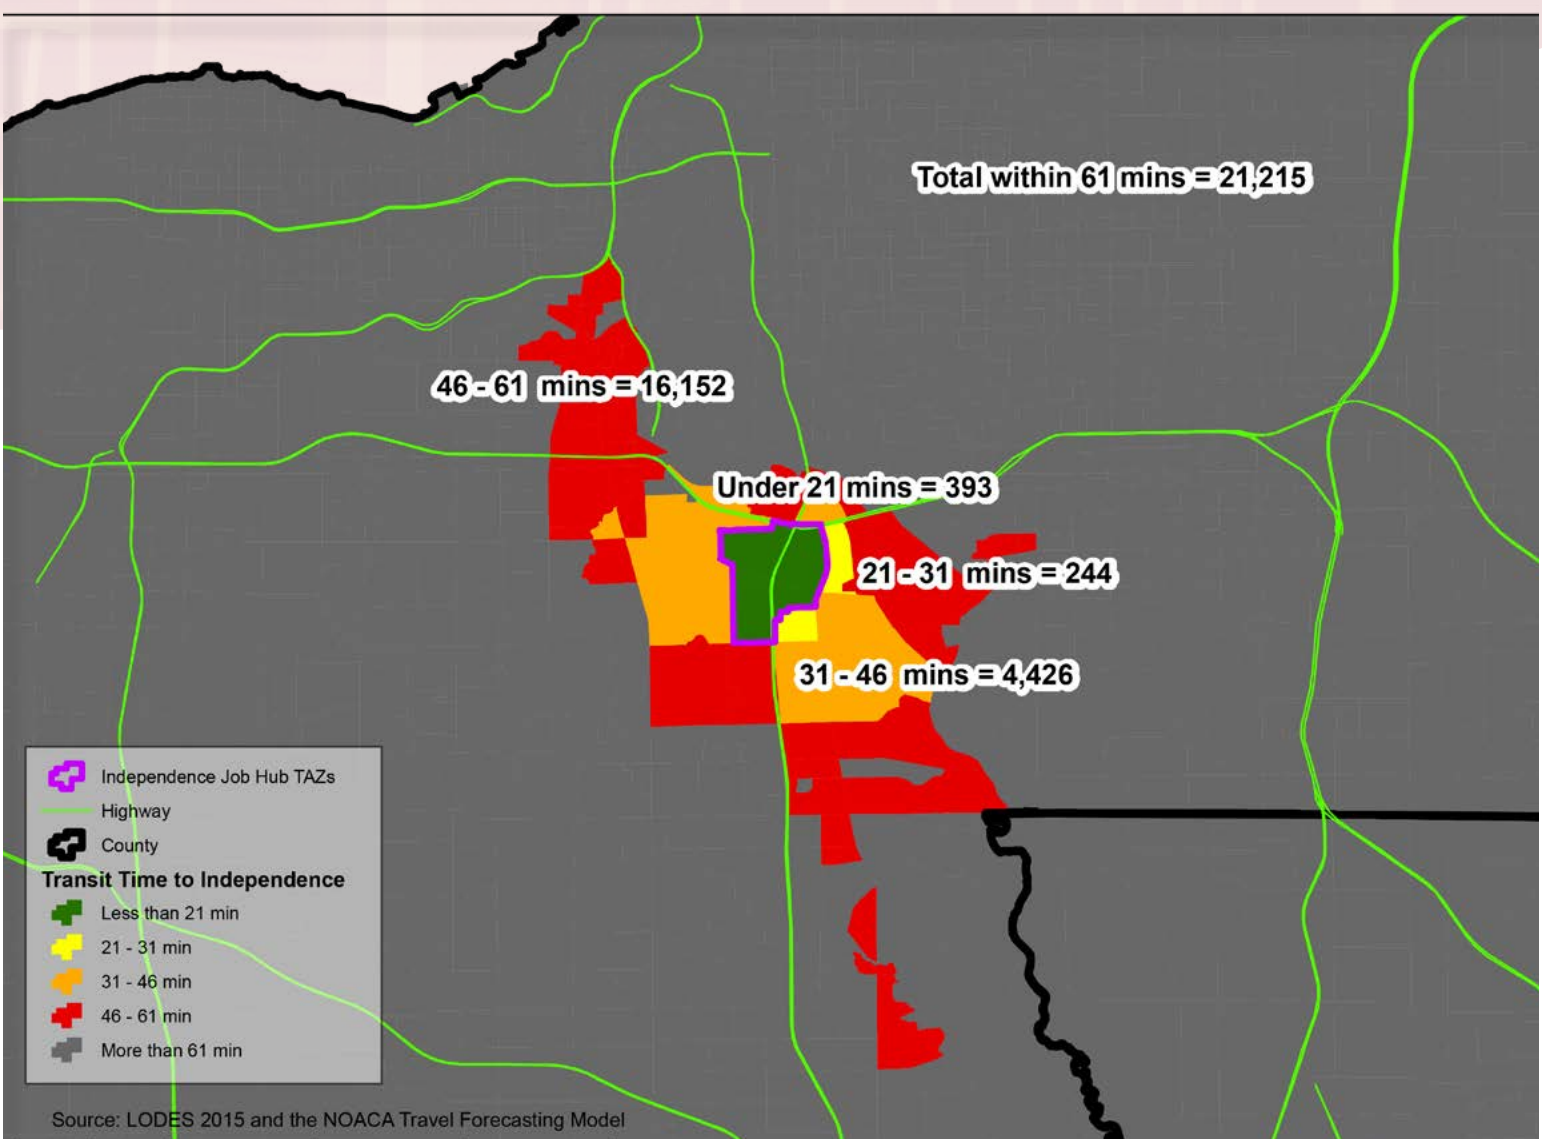 Total within 61 mins = 21,215
46 - 61 mins = 16,152
Under 21 mins = 393
21 - 31 mins = 244
31 - 46 mins = 4,426
Independence Job Hub TAZs
Highway
County
Transit Time to Independence
Less than 21 min
21 - 31 min
31 - 46 min
46 - 61 min
More than 61 min
Source: LODES 2015 and the NOACA Travel Forecasting Model